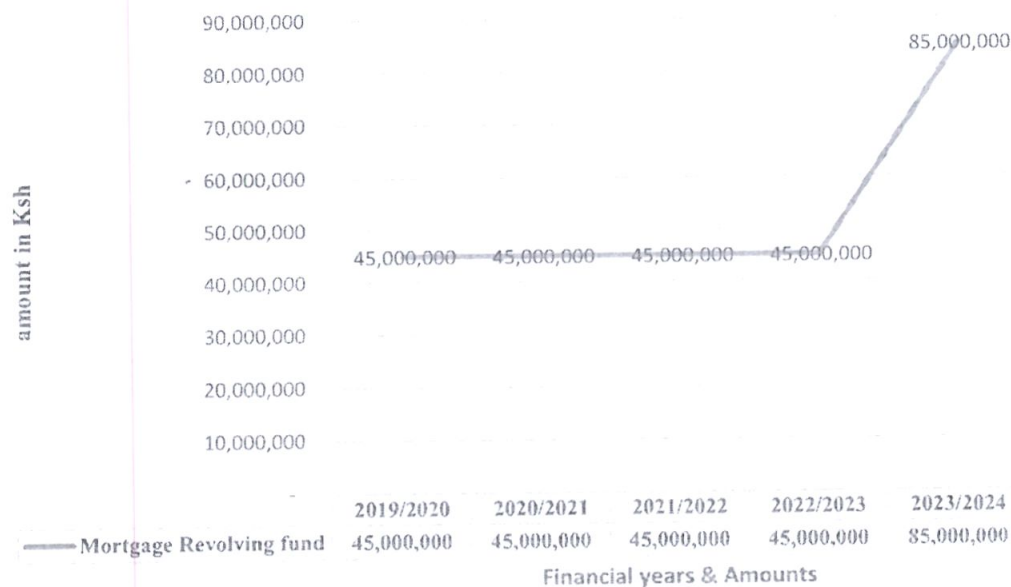 90,000,000
85,000,000
80,000,000
70,000,000
60,000,000
50,000,000
45,000,000 45,000,000 45,000,000 45,000,000
40,000,000
30,000,000
20,000,000
10,000,000
-
amount in Ksh
2019/2020 2020/2021 2021/2022 2022/2023 2023/2024
Mortgage Revolving fund 45,000,000 45,000,000 45,000,000 45,000,000 85,000,000
Financial years & Amounts